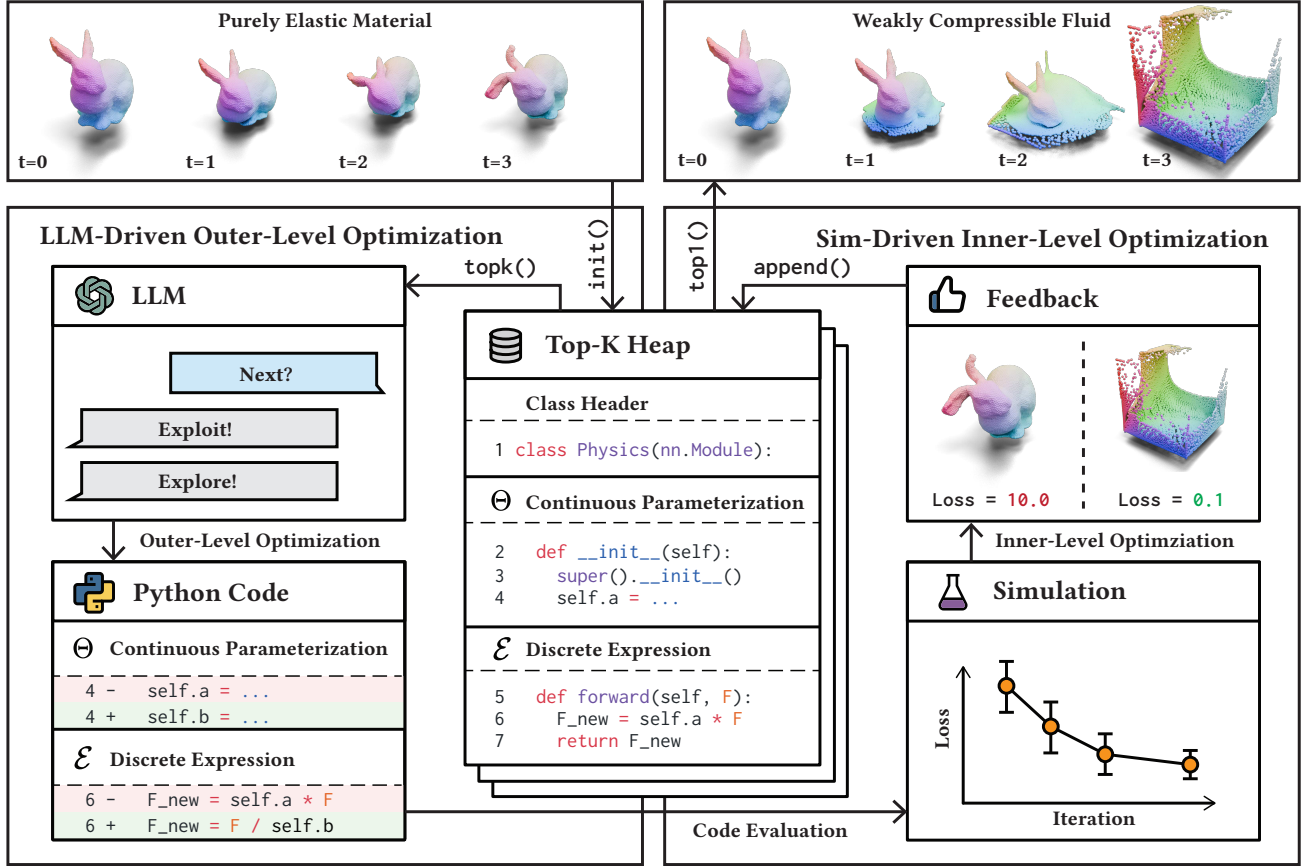 Purely Elastic Material
t=0
t=1
t=2
t=3
Weakly Compressible Fluid
t=0
t=1
t=2
t=3
LLM-Driven Outer-Level Optimization
init()
top1()
Sim-Driven Inner-Level Optimization
topk()
append()
LLM
Next?
Exploit!
Explore!
Outer-Level Optimization
Python Code
Θ Continuous Parameterization
4 - self.a = ...
4 + self.b = ...
ℰ Discrete Expression
6 - F_new = self.a * F
6 + F_new = F / self.b
Top-K Heap
Class Header
1 class Physics(nn.Module):
Θ Continuous Parameterization
2 def __init__(self):
3 super().__init__()
4 self.a = ...
ℰ Discrete Expression
5 def forward(self, F):
6 F_new = self.a * F
7 return F_new
Code Evaluation
Feedback
Loss = 10.0
Loss = 0.1
Inner-Level Optimziation
Simulation
Loss
Iteration